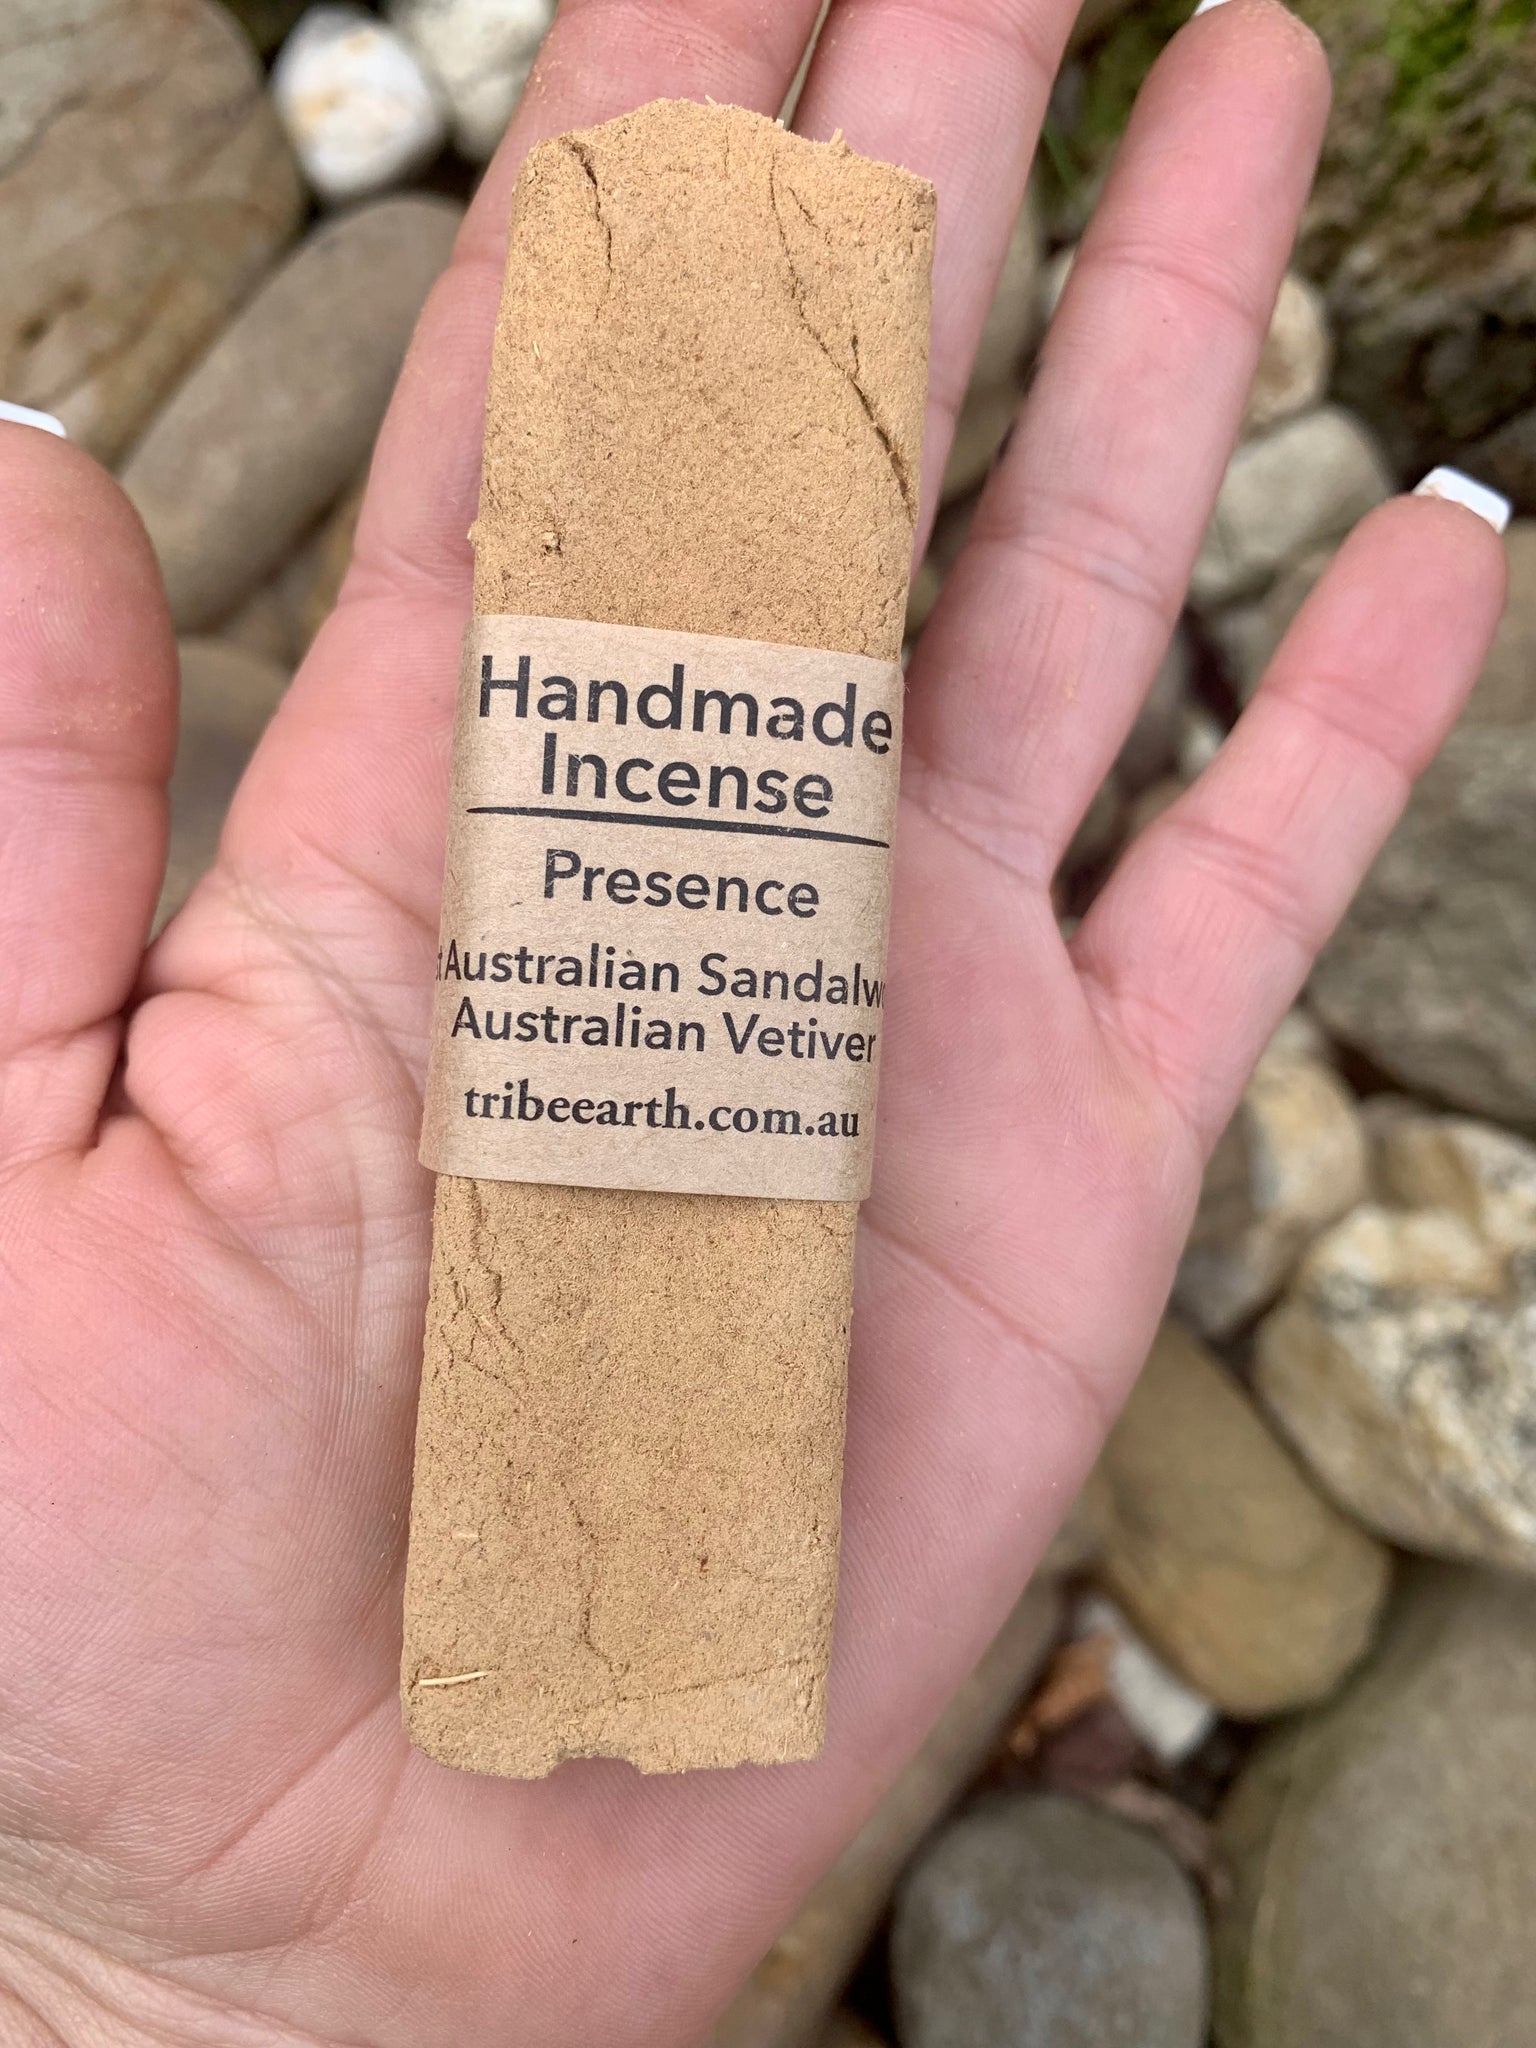 Handmade
Incense
Presence
Australian
Australian Vetiver
tribeearth.com.au